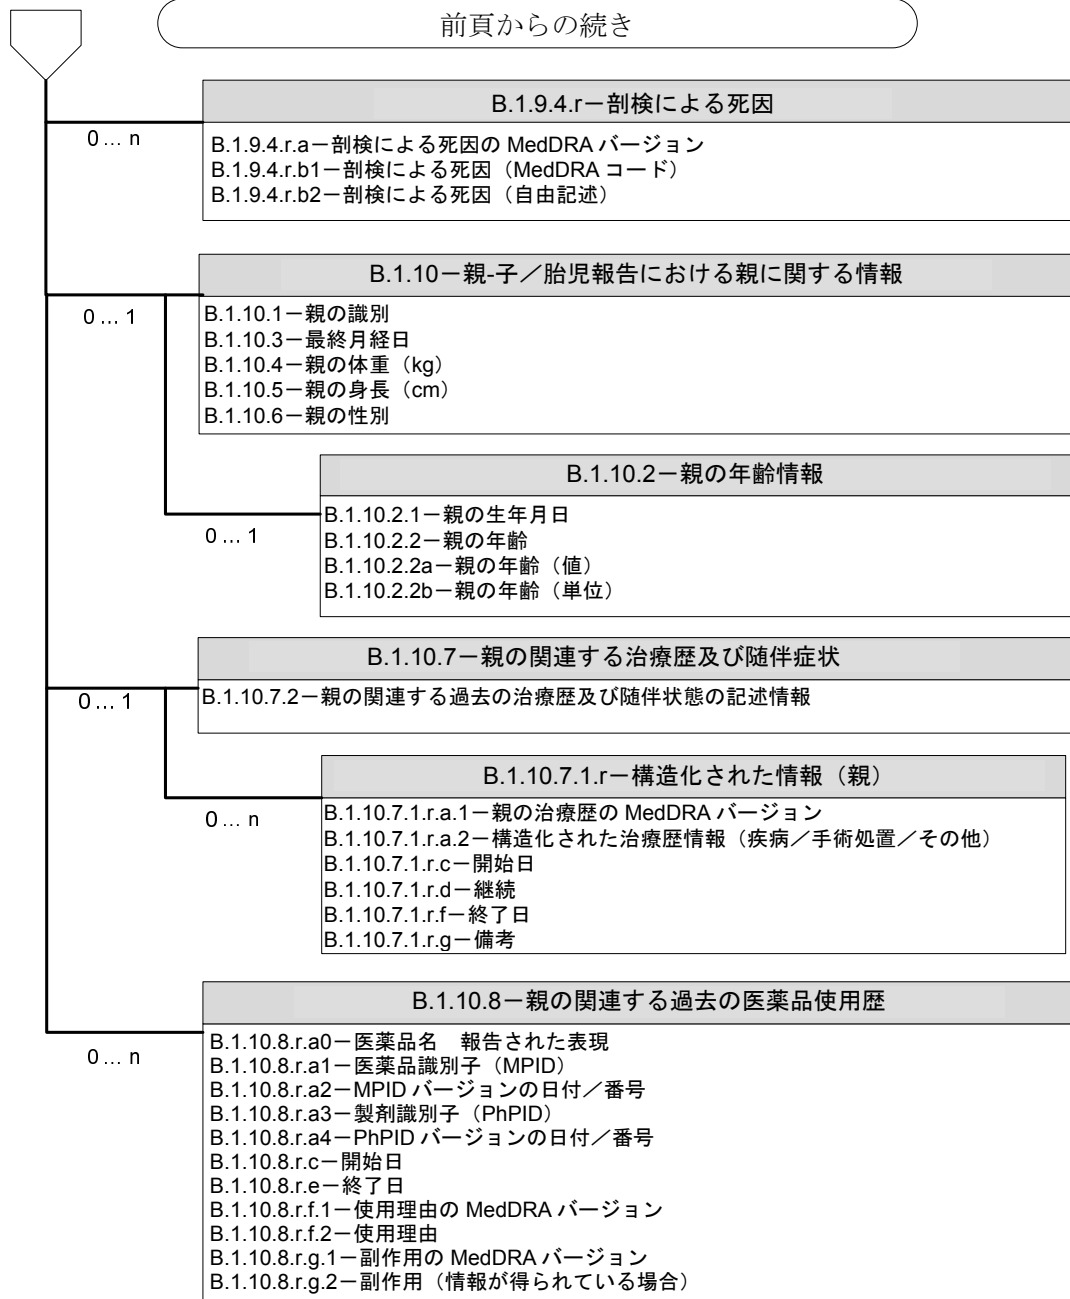 前頁からの続き
B.1.9.4.r－剖検による死因
0 … n
B.1.9.4.r.a－剖検による死因の MedDRA バージョン
B.1.9.4.r.b1－剖検による死因（MedDRA コード）
B.1.9.4.r.b2－剖検による死因（自由記述）
B.1.10－親-子／胎児報告における親に関する情報
0 … 1
B.1.10.1－親の識別
B.1.10.3－最終月経日
B.1.10.4－親の体重（kg）
B.1.10.5－親の身長（cm）
B.1.10.6－親の性別
B.1.10.2－親の年齢情報
0 … 1
B.1.10.2.1－親の生年月日
B.1.10.2.2－親の年齢
B.1.10.2.2a－親の年齢（値）
B.1.10.2.2b－親の年齢（単位）
B.1.10.7－親の関連する治療歴及び随伴症状
0 … 1
B.1.10.7.2－親の関連する過去の治療歴及び随伴状態の記述情報
B.1.10.7.1.r－構造化された情報（親）
0 … n
B.1.10.7.1.r.a.1－親の治療歴の MedDRA バージョン
B.1.10.7.1.r.a.2－構造化された治療歴情報（疾病／手術処置／その他）
B.1.10.7.1.r.c－開始日
B.1.10.7.1.r.d－継続
B.1.10.7.1.r.f－終了日
B.1.10.7.1.r.g－備考
B.1.10.8－親の関連する過去の医薬品使用歴
0 … n
B.1.10.8.r.a0－医薬品名　報告された表現
B.1.10.8.r.a1－医薬品識別子（MPID）
B.1.10.8.r.a2－MPID バージョンの日付／番号
B.1.10.8.r.a3－製剤識別子（PhPID）
B.1.10.8.r.a4－PhPID バージョンの日付／番号
B.1.10.8.r.c－開始日
B.1.10.8.r.e－終了日
B.1.10.8.r.f.1－使用理由の MedDRA バージョン
B.1.10.8.r.f.2－使用理由
B.1.10.8.r.g.1－副作用の MedDRA バージョン
B.1.10.8.r.g.2－副作用（情報が得られている場合）